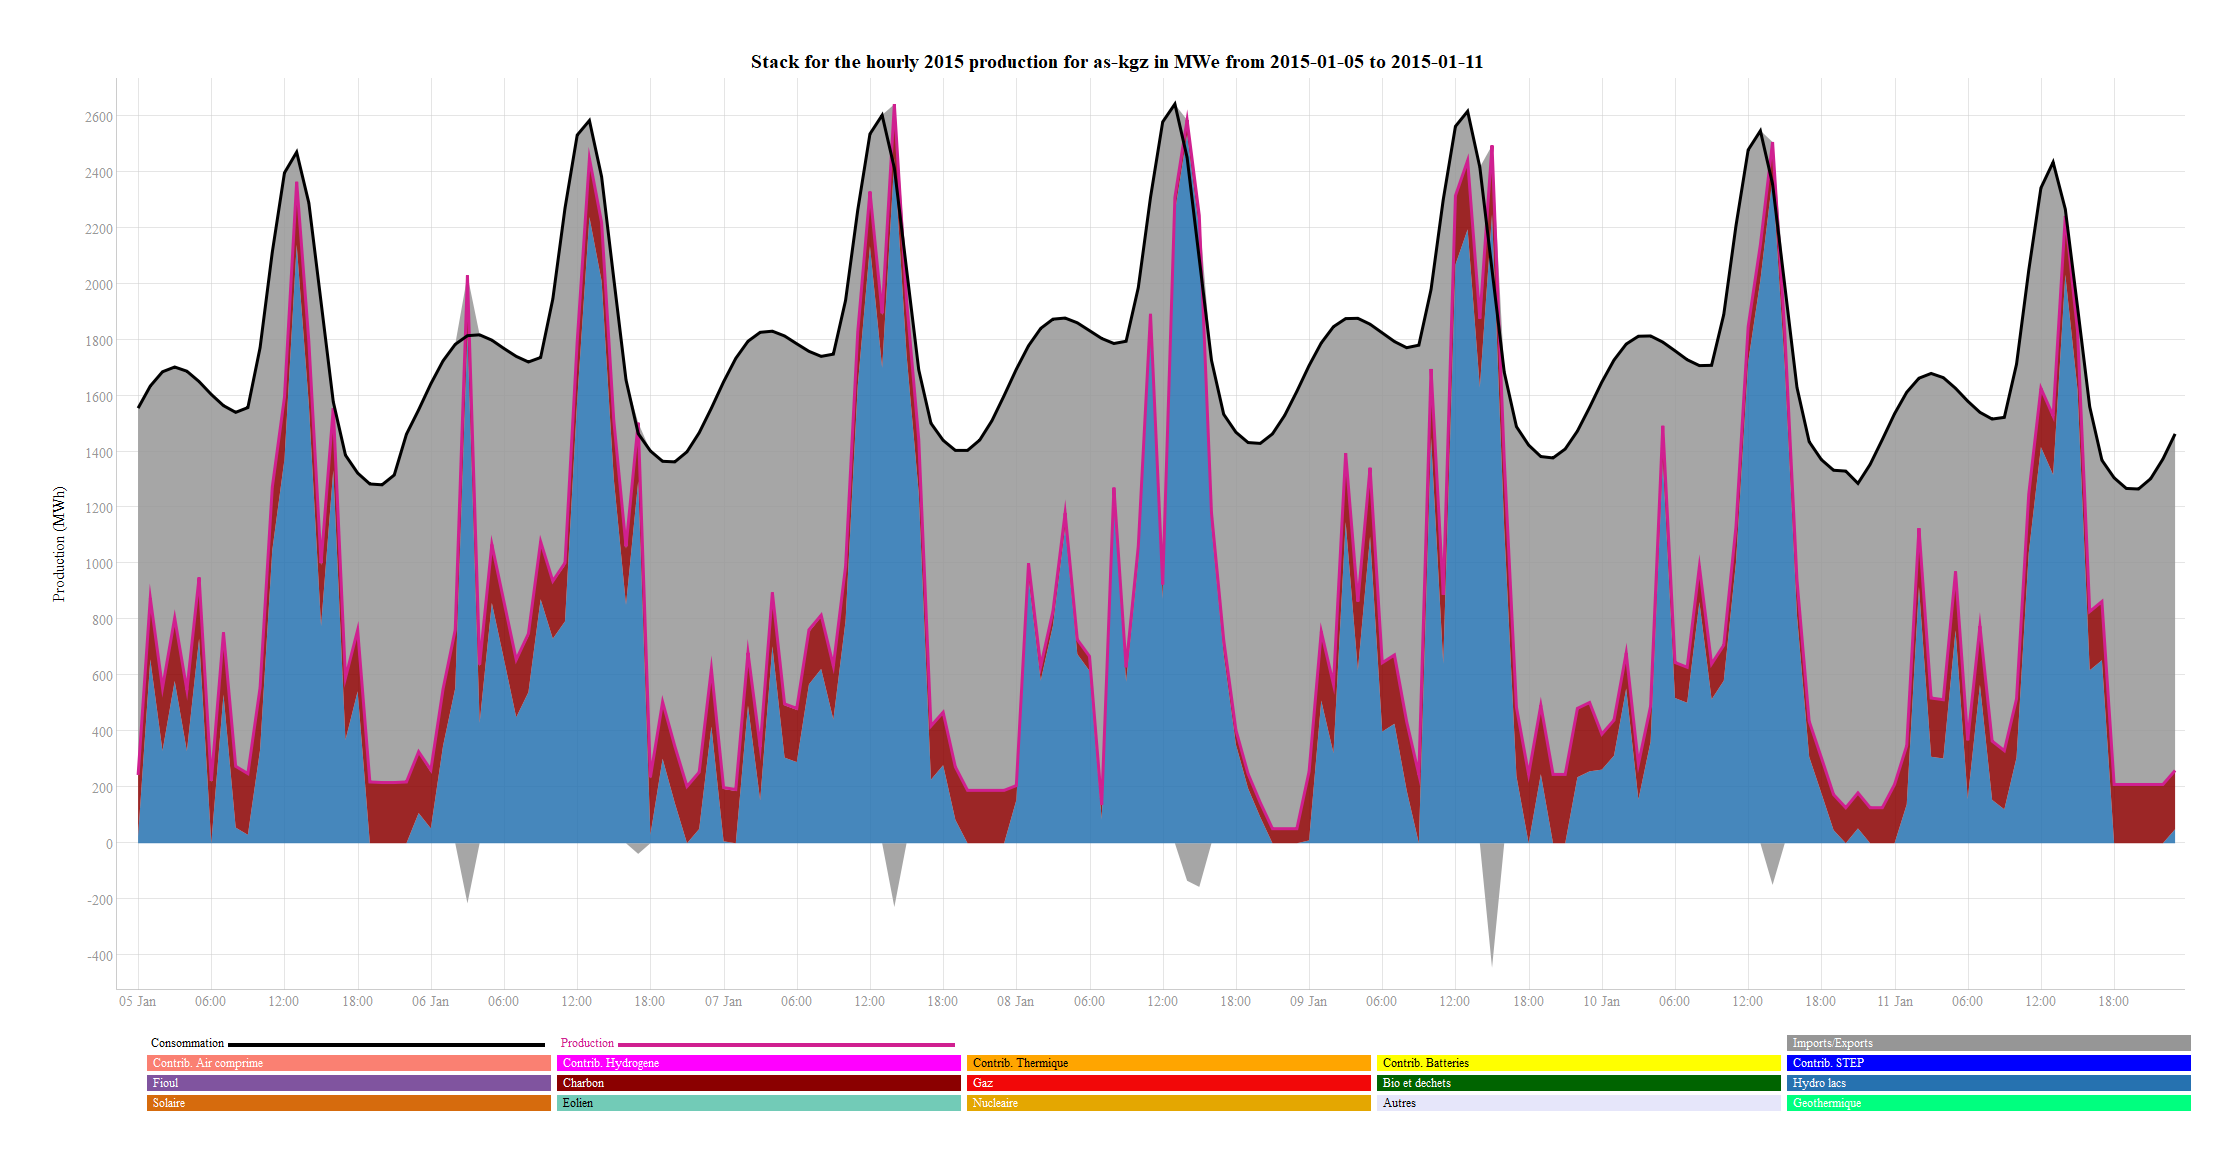 Stack for the hourly 2015 production for as-kgz in MWe from 2015-01-05 to 2015-01-11
Production (MWh)
2600
2400
2200
2000
1800
1600
1400
1200
1000
800
600
400
200
0
-200
-400
05 Jan 06:00 12:00 18:00 06 Jan 06:00 12:00 18:00 07 Jan 06:00 12:00 18:00 08 Jan 06:00 12:00 18:00 09 Jan 06:00 12:00 18:00 10 Jan 06:00 12:00 18:00 11 Jan 06:00 12:00 18:00
Consommation Production Imports/Exports
Contrib. Air comprime Contrib. Hydrogene Contrib. Thermique Contrib. Batteries Contrib. STEP
Fioul Charbon Gaz Bio et dechets Hydro lacs
Solaire Eolien Nucleaire Autres Geothermique